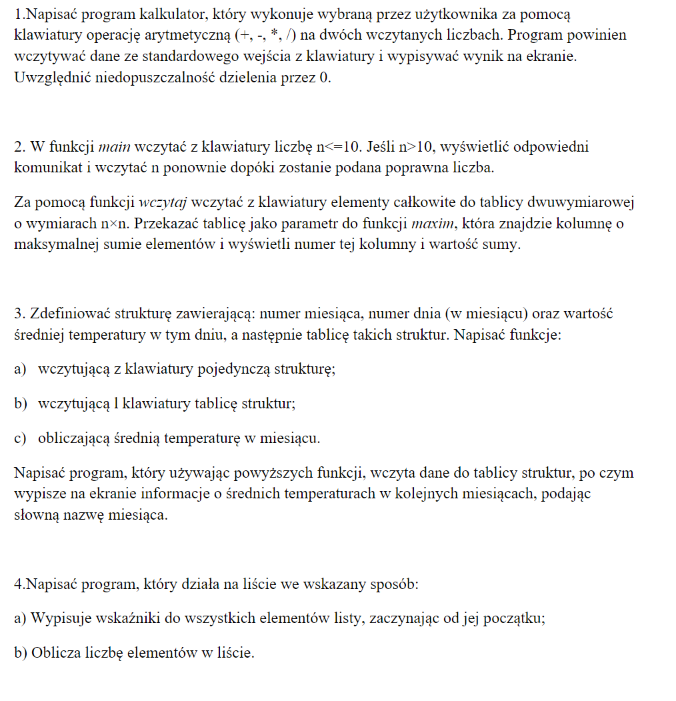 1.Napisać program kalkulator, który wykonuje wybraną przez użytkownika za pomocą
klawiatury operację arytmetyczną (+, -, *, /) na dwóch wczytanych liczbach. Program powinien
wczytywać dane ze standardowego wejścia z klawiatury i wypisywać wynik na ekranie.
Uwzględnić niedopuszczalność dzielenia przez 0.
2. W funkcji main wczytać z klawiatury liczbę n<=10. Jeśli n>10, wyświetlić odpowiedni
komunikat i wczytać n ponownie dopóki zostanie podana poprawna liczba.
Za pomocą funkcji wczytaj wczytać z klawiatury elementy całkowite do tablicy dwuwymiarowej
o wymiarach n×n. Przekazać tablicę jako parametr do funkcji maxim, która znajdzie kolumnę o
maksymalnej sumie elementów i wyświetli numer tej kolumny i wartość sumy.
3. Zdefiniować strukturę zawierającą: numer miesiąca, numer dnia (w miesiącu) oraz wartość
średniej temperatury w tym dniu, a następnie tablicę takich struktur. Napisać funkcje:
a) wczytującą z klawiatury pojedynczą strukturę;
b) wczytującą l klawiatury tablicę struktur;
c) obliczającą średnią temperaturę w miesiącu.
Napisać program, który używając powyższych funkcji, wczyta dane do tablicy struktur, po czym
wypisze na ekranie informacje o średnich temperaturach w kolejnych miesiącach, podając
słowną nazwę miesiąca.
4.Napisać program, który działa na liście we wskazany sposób:
a) Wypisuje wskaźniki do wszystkich elementów listy, zaczynając od jej początku;
b) Oblicza liczbę elementów w liście.